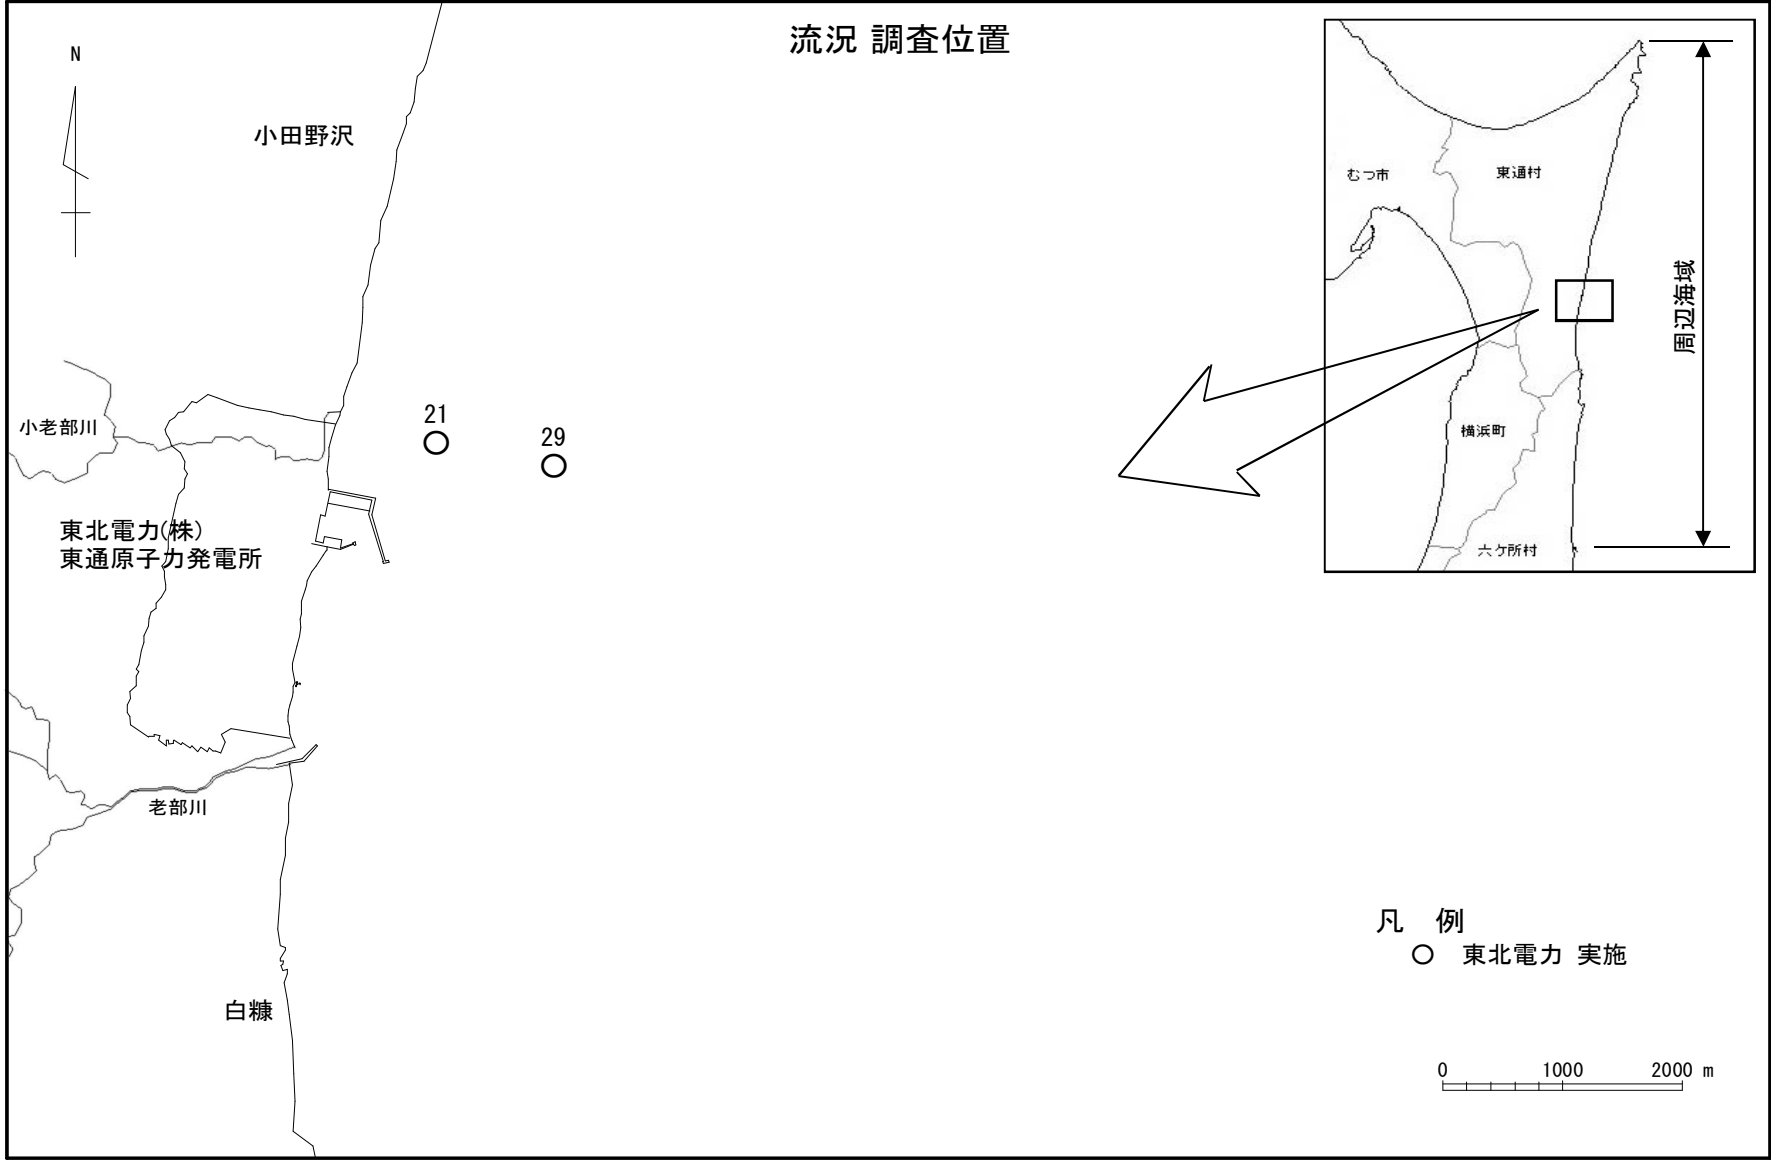 流況 調査位置
N
小田野沢
むつ市
東通村
周辺海域
21
小老部川
29
横浜町
東北電力(株)
東通原子力発電所
六ケ所村
老部川
凡 例
○ 東北電力 実施
白糠
0 1000 2000 m